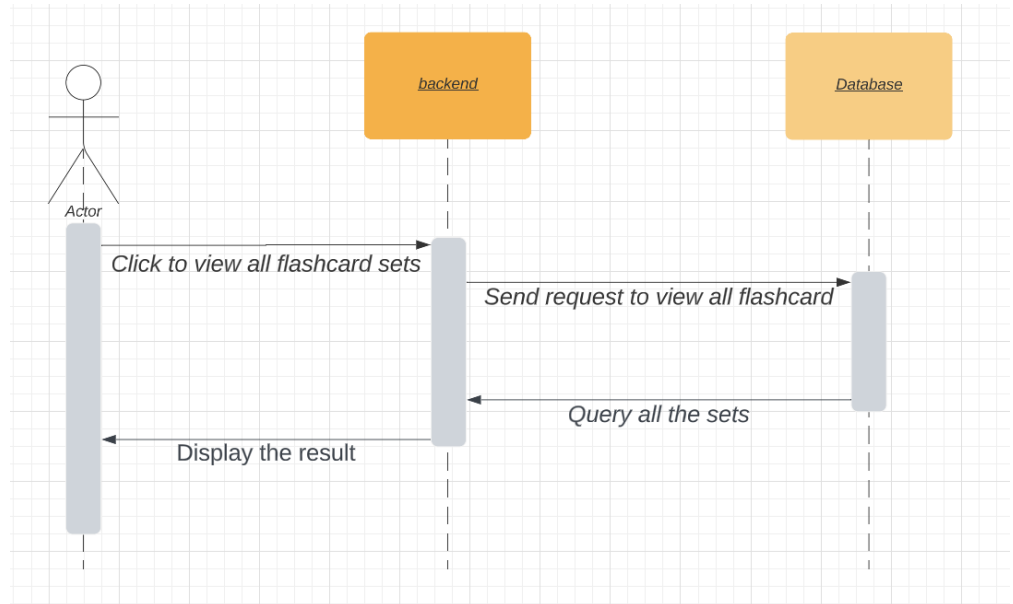 backend
Database
Actor
Click to view all flashcard sets
Send request to view all flashcard
Query all the sets
Display the result